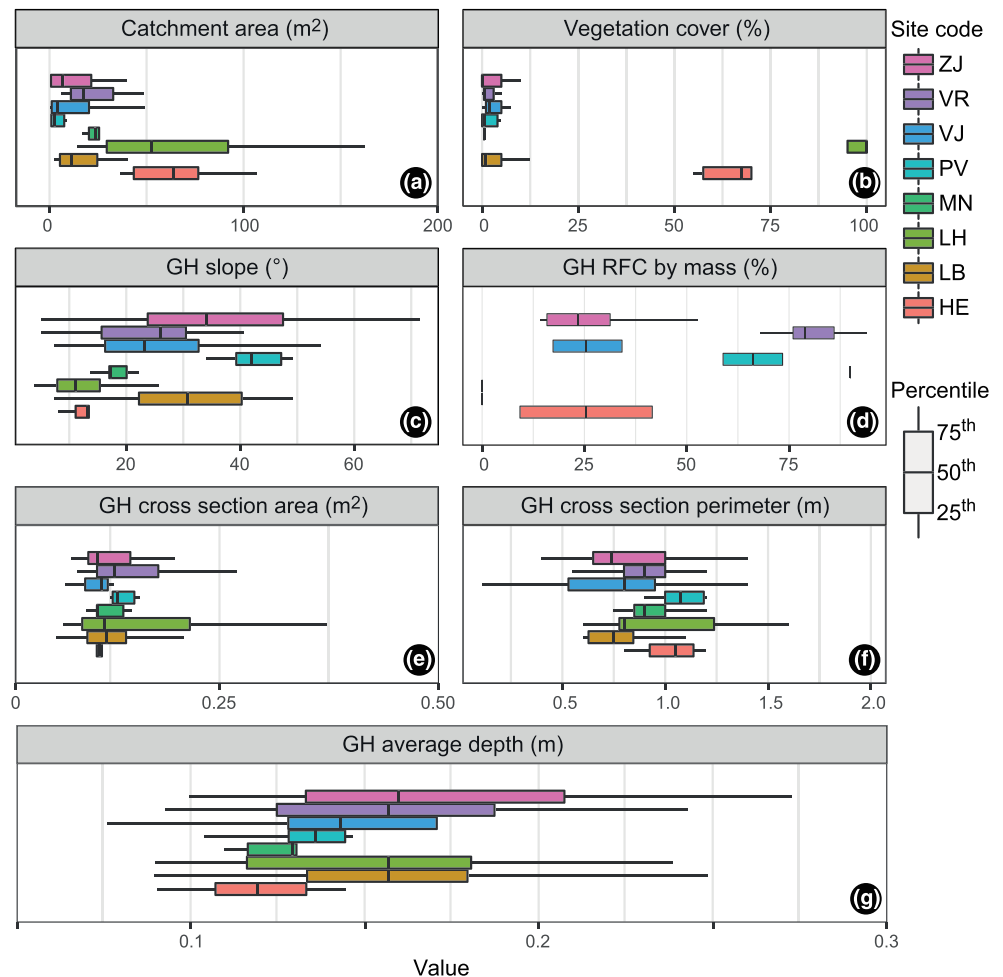 Catchment area (m²)
Vegetation cover (%)
Site code
ZJ
VR
VJ
PV
MN
LH
LB
HE
(a)
(b)
0 100 200
0 25 50 75 100
GH slope (°)
GH RFC by mass (%)
(c)
(d)
20 40 60
0 25 50 75
Percentile
75th
50th
25th
GH cross section area (m²)
GH cross section perimeter (m)
(e)
(f)
0 0.25 0.50
0.5 1.0 1.5 2.0
GH average depth (m)
(g)
0.1 0.2 0.3
Value